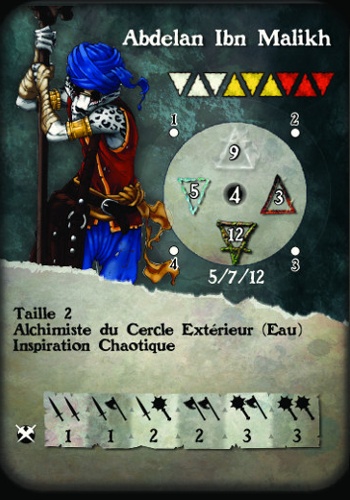 Abdelan Ibn Malikh
1
2
9
5
4
3
12
4
3
5/7/12
Taille 2
Alchimiste du Cercle Extérieur (Eau)
Inspiration Chaotique
1 1 2 2 3 3